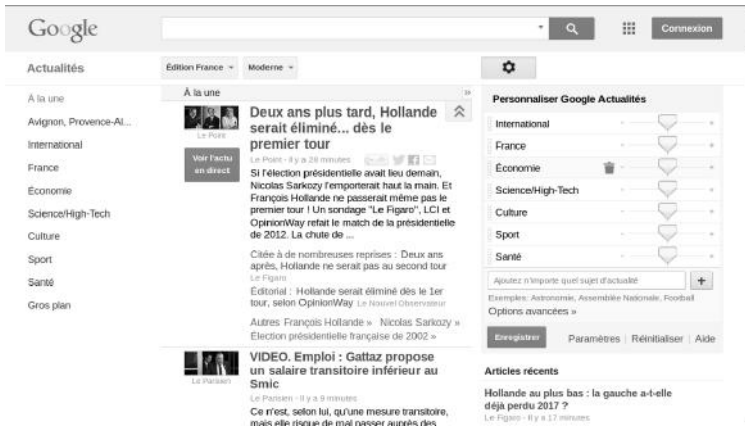 Google
Connexion
Actualités
Édition France
Moderne
À la une
Avignon, Provence-Al...
International
France
Économie
Science/High-Tech
Culture
Sport
Santé
Gros plan
À la une
»
Le Point
Voir l'actu
en direct
Deux ans plus tard, Hollande
serait éliminé... dès le
premier tour
Le Point - Il y a 28 minutes
Si l'élection présidentielle avait lieu demain,
Nicolas Sarkozy l'emporterait haut la main. Et
François Hollande ne passerait même pas le
premier tour ! Un sondage "Le Figaro", LCI et
OpinionWay refait le match de la présidentielle
de 2012. La chute de ...
Citée à de nombreuses reprises : Deux ans
après, Hollande ne serait pas au second tour
Le Figaro
Éditorial : Hollande serait éliminé dès le 1er
tour, selon OpinionWay Le Nouvel Observateur
Autres François Hollande » Nicolas Sarkozy »
Élection présidentielle française de 2002 »
Le Parisien
VIDEO. Emploi : Gattaz propose
un salaire transitoire inférieur au
Smic
Le Parisien - Il y a 9 minutes
Ce n'est, selon lui, qu'une mesure transitoire,
mais elle risque de mal passer auprès des
Personnaliser Google Actualités
International
France
Économie
Science/High-Tech
Culture
Sport
Santé
Ajoutez n'importe quel sujet d'actualité
+
Exemples: Astronomie, Assemblée Nationale, Football
Options avancées »
Enregistrer
Paramètres | Réinitialiser | Aide
Articles récents
Hollande au plus bas : la gauche a-t-elle
déjà perdu 2017 ?
Le Figaro - Il y a 17 minutes